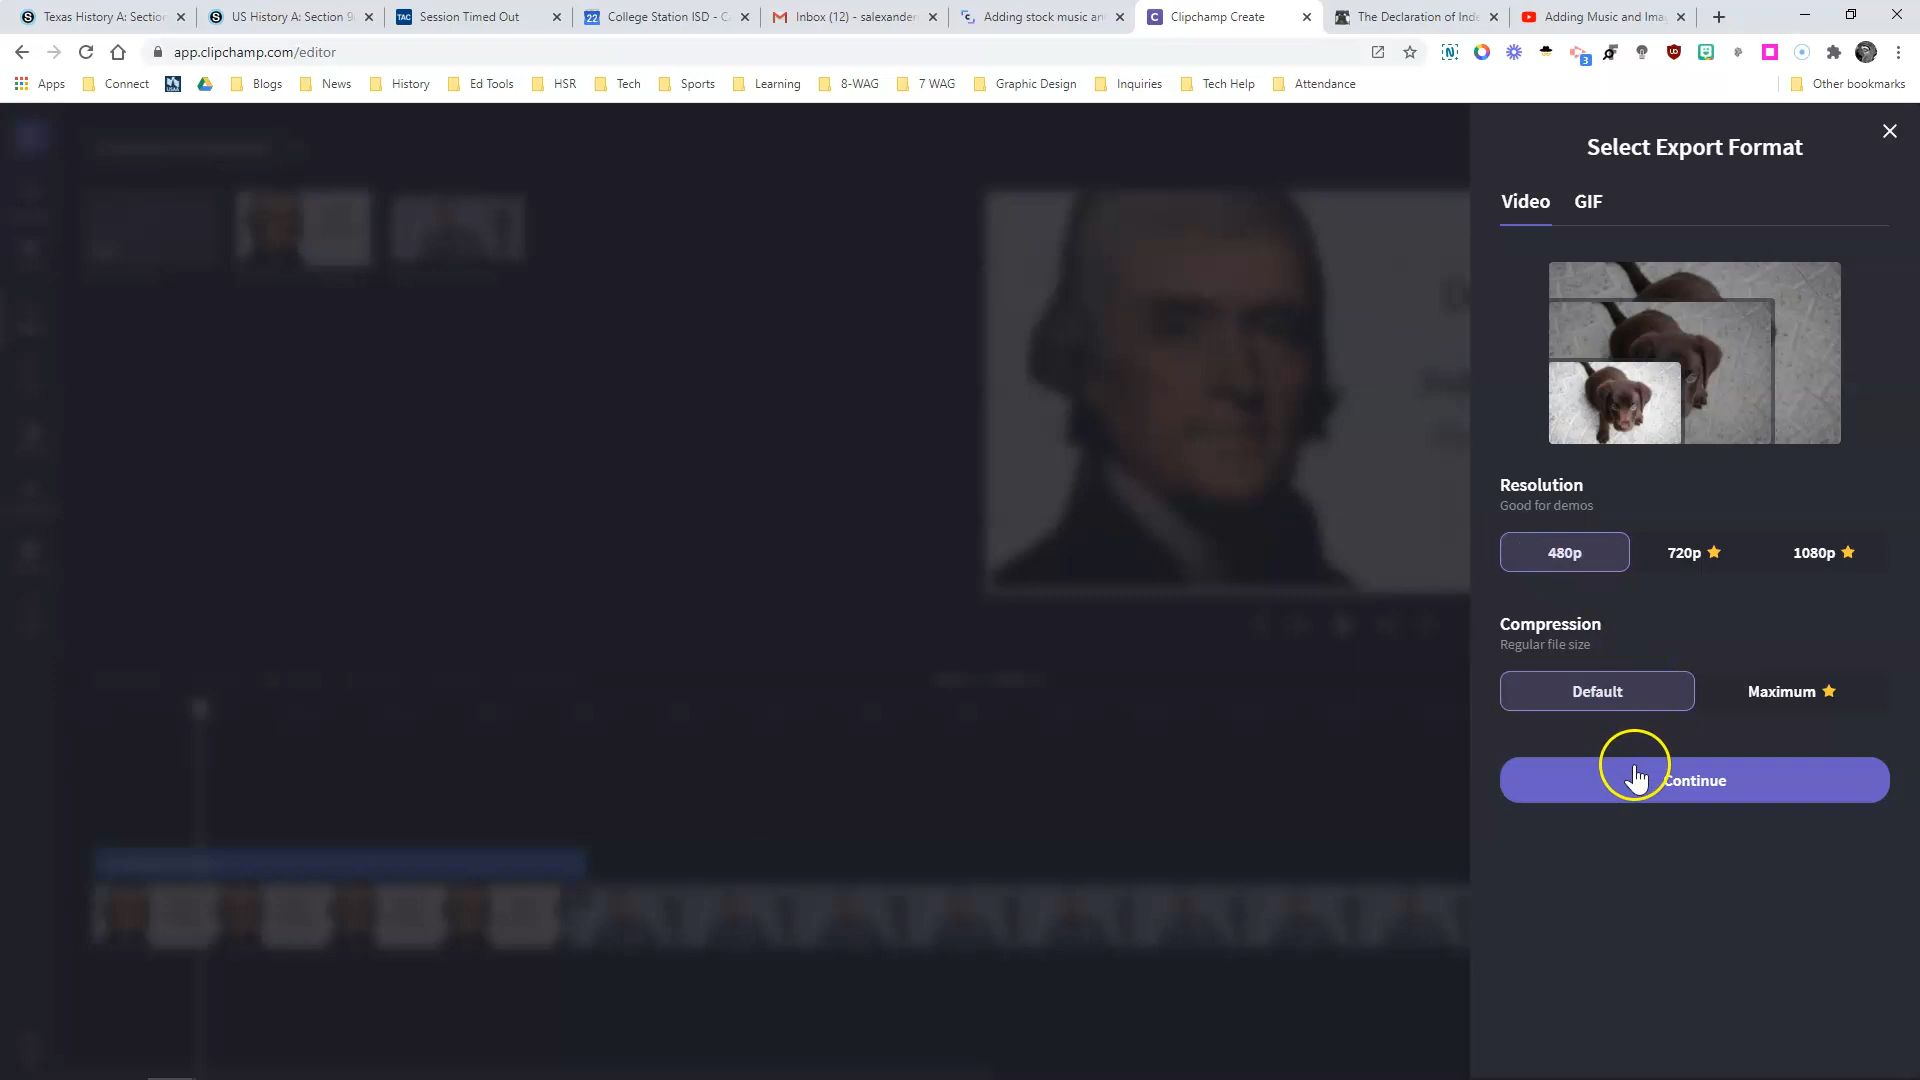 Texas History A: Section
US History A: Section 9
Session Timed Out
College Station ISD - C
Inbox (12) - salexander
Adding stock music an
Clipchamp Create
The Declaration of Inde
Adding Music and Ima
app.clipchamp.com/editor
3
Apps
Connect
Blogs
News
History
Ed Tools
HSR
Tech
Sports
Learning
8-WAG
7 WAG
Graphic Design
Inquiries
Tech Help
Attendance
Other bookmarks
Select Export Format
Video GIF
Resolution
Good for demos
480p 720p 1080p
Compression
Regular file size
Default Maximum
Continue